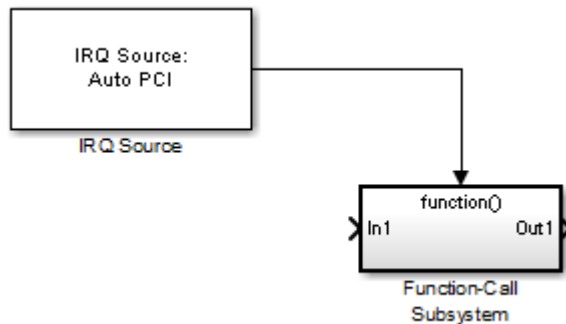 IRQ Source:
Auto PCI
IRQ Source
function()
In1 Out1
Function-Call
Subsystem